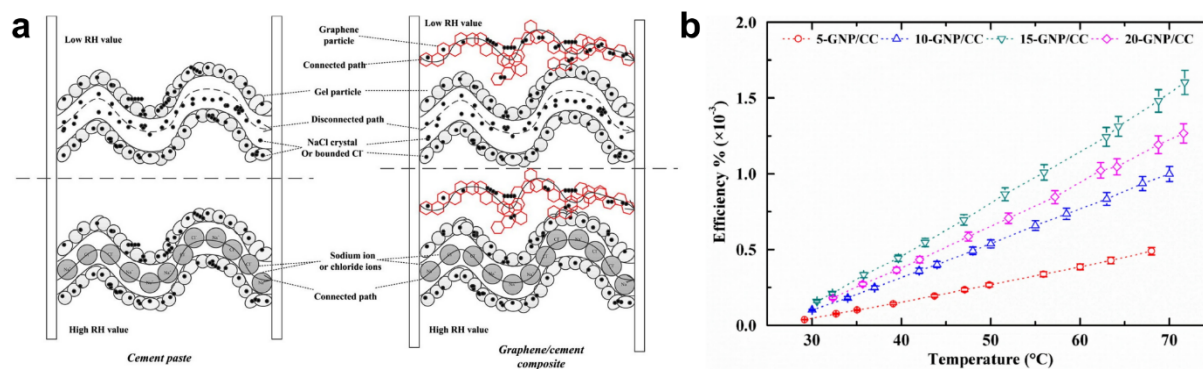 a
Low RH value
Low RH value
Graphene
particle
Connected path
Gel particle
Disconnected path
NaCl crystal
Or bounded Cl⁻
Sodium ion
or chloride ions
Connected path
High RH value
High RH value
Cement paste
Graphene/cement
composite
b
5-GNP/CC 10-GNP/CC 15-GNP/CC 20-GNP/CC
Efficiency % (×10⁻³)
2.0
1.5
1.0
0.5
0.0
30 40 50 60 70
Temperature (°C)